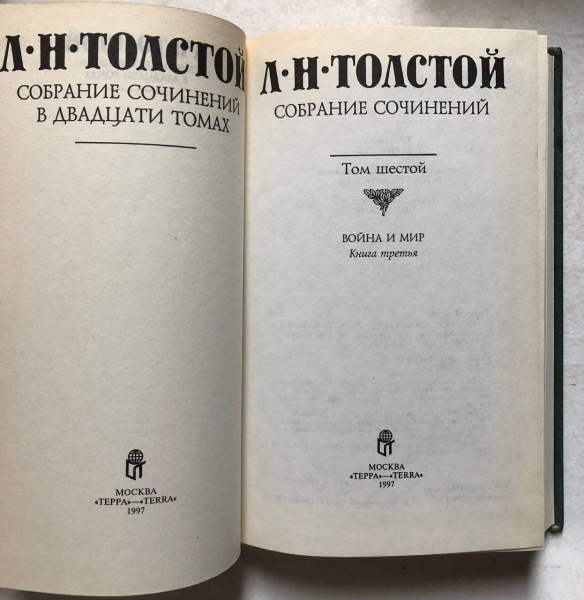 Л·Н·ТОЛСТОЙ
СОБРАНИЕ СОЧИНЕНИЙ
В ДВАДЦАТИ ТОМАХ
МОСКВА
«ТЕРРА»—«TERRA»
1997
Л·Н·ТОЛСТОЙ
СОБРАНИЕ СОЧИНЕНИЙ
Том шестой
ВОЙНА И МИР
Книга третья
МОСКВА
«ТЕРРА»—«TERRA»
1997